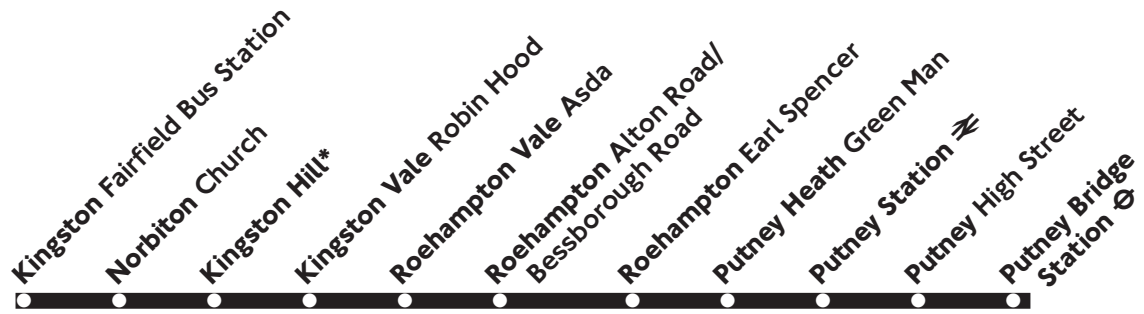 Kingston Fairfield Bus Station
Norbiton Church
Kingston Hill*
Kingston Vale Robin Hood
Roehampton Vale Asda
Roehampton Alton Road/
Bessborough Road
Roehampton Earl Spencer
Putney Heath Green Man
Putney Station
Putney High Street
Putney Bridge
Station